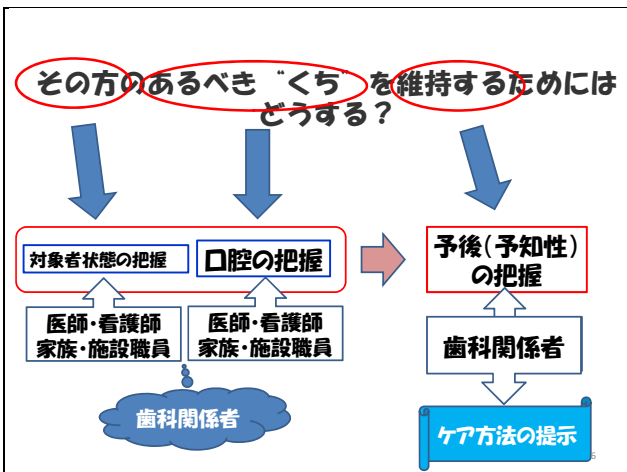 その方のあるべき“くち”を維持するためには
どうする？
対象者状態の把握
口腔の把握
予後(予知性)
の把握
医師・看護師
家族・施設職員
医師・看護師
家族・施設職員
歯科関係者
歯科関係者
ケア方法の提示
6